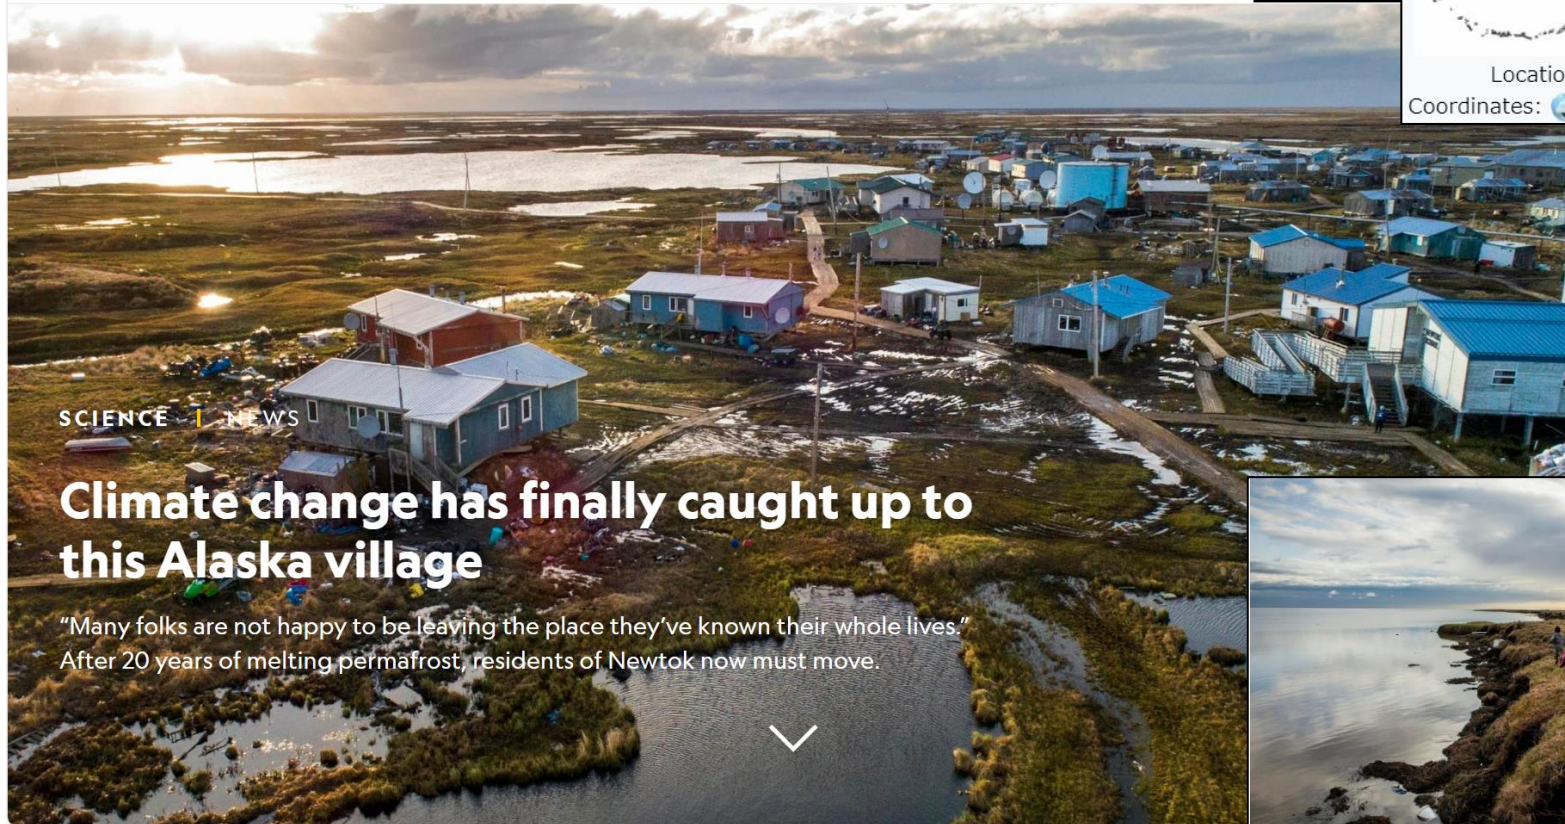 Locatio
Coordinates:
SCIENCE | NEWS
Climate change has finally caught up to
this Alaska village
“Many folks are not happy to be leaving the place they’ve known their whole lives.”
After 20 years of melting permafrost, residents of Newtok now must move.